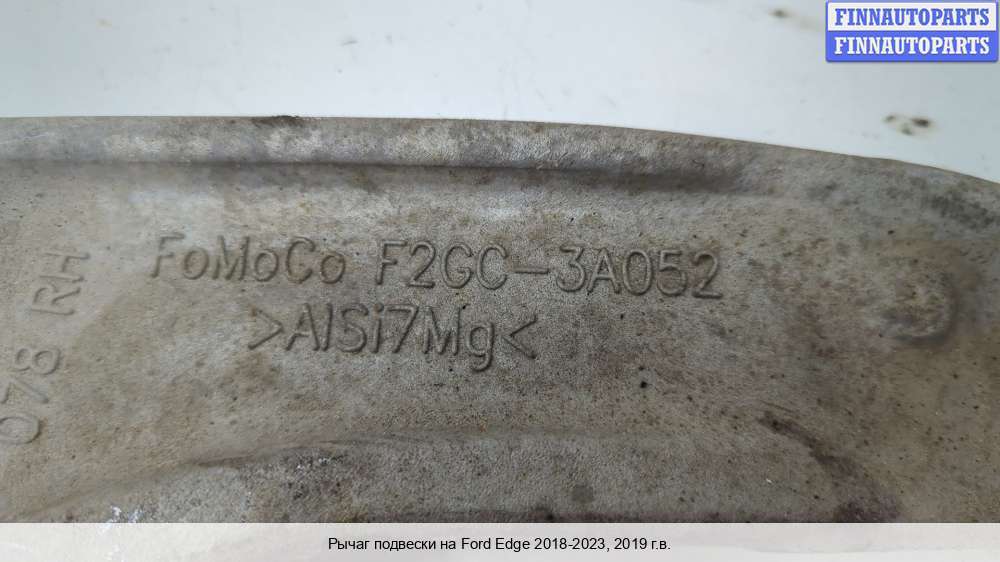 FINNAUTOPARTS
FINNAUTOPARTS
FoMoCo F2GC-3A052
>AlSi7Mg<
078 RH
Рычаг подвески на Ford Edge 2018-2023, 2019 г.в.